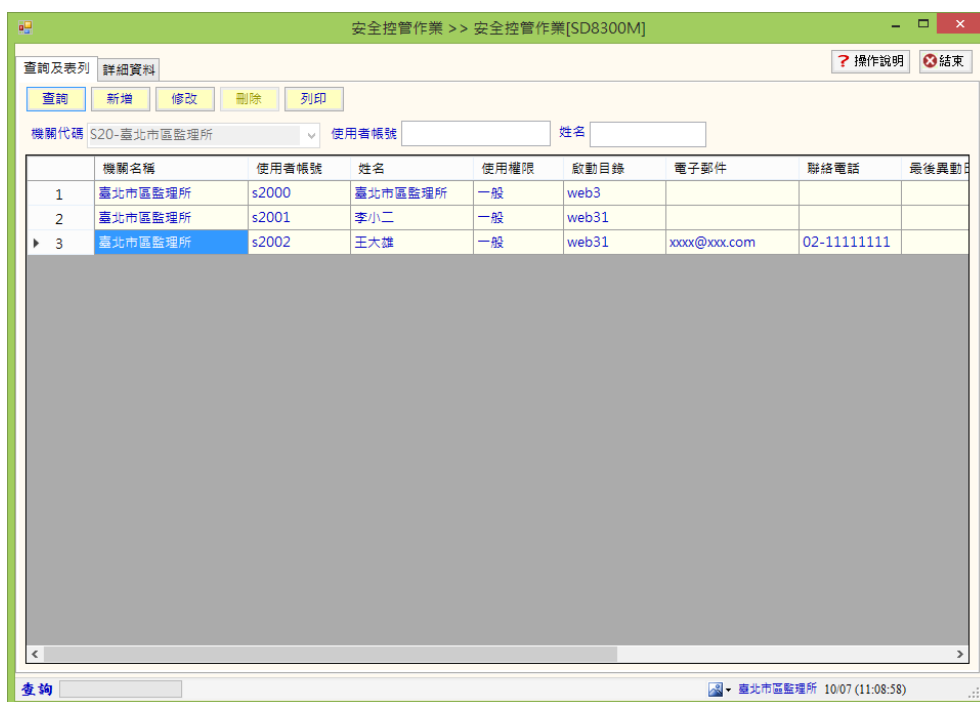 安全控管作業 >> 安全控管作業[SD8300M]
查詢及表列 詳細資料 ? 操作說明 結束
查詢 新增 修改 刪除 列印
機關代碼 S20-臺北市區監理所 使用者帳號 姓名
機關名稱 使用者帳號 姓名 使用權限 啟動目錄 電子郵件 聯絡電話 最後異動日
1 臺北市區監理所 s2000 臺北市區監理所 一般 web3
2 臺北市區監理所 s2001 李小二 一般 web31
3 臺北市區監理所 s2002 王大雄 一般 web31 xxxx@xxx.com 02-11111111
查詢 臺北市區監理所 10/07 (11:08:58)